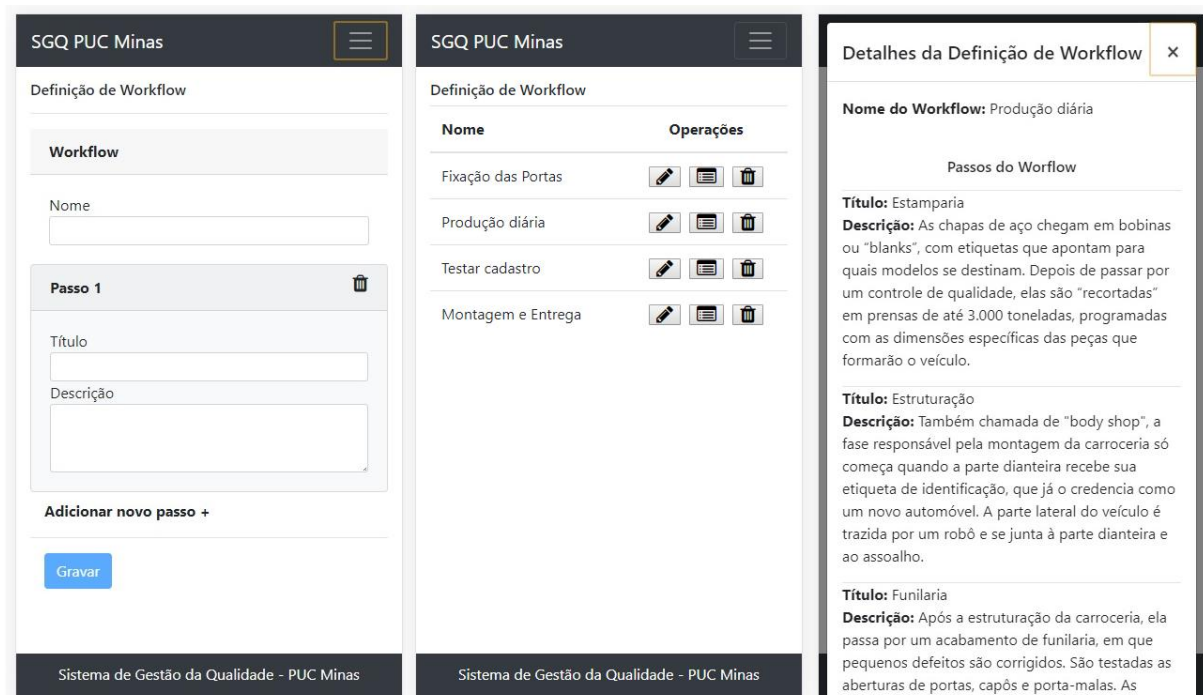 SGQ PUC Minas
Definição de Workflow
Workflow
Nome
Passo 1
Título
Descrição
Adicionar novo passo +
Gravar
Sistema de Gestão da Qualidade - PUC Minas
SGQ PUC Minas
Definição de Workflow
Nome Operações
Fixação das Portas
Produção diária
Testar cadastro
Montagem e Entrega
Sistema de Gestão da Qualidade - PUC Minas
Detalhes da Definição de Workflow ×
Nome do Workflow: Produção diária
Passos do Worflow
Título: Estamparia
Descrição: As chapas de aço chegam em bobinas
ou “blanks”, com etiquetas que apontam para
quais modelos se destinam. Depois de passar por
um controle de qualidade, elas são “recortadas”
em prensas de até 3.000 toneladas, programadas
com as dimensões específicas das peças que
formarão o veículo.
Título: Estruturação
Descrição: Também chamada de "body shop", a
fase responsável pela montagem da carroceria só
começa quando a parte dianteira recebe sua
etiqueta de identificação, que já o credencia como
um novo automóvel. A parte lateral do veículo é
trazida por um robô e se junta à parte dianteira e
ao assoalho.
Título: Funilaria
Descrição: Após a estruturação da carroceria, ela
passa por um acabamento de funilaria, em que
pequenos defeitos são corrigidos. São testadas as
aberturas de portas, capôs e porta-malas. As